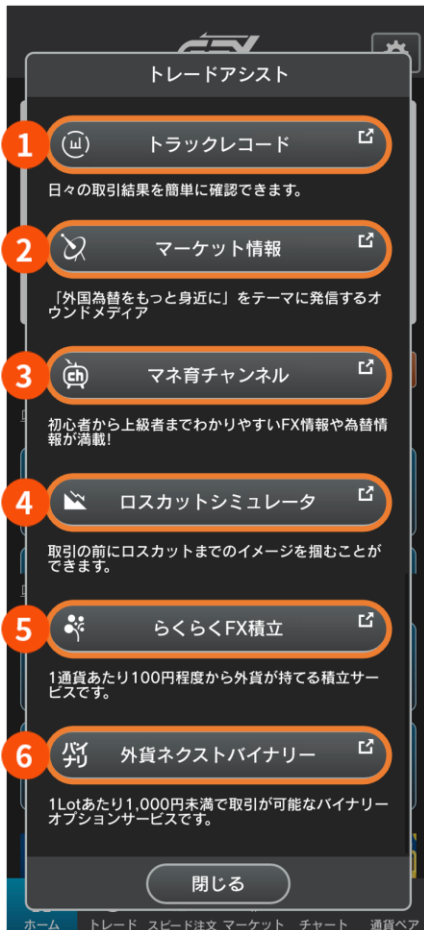 トレードアシスト
1
トラックレコード
日々の取引結果を簡単に確認できます。
2
マーケット情報
「外国為替をもっと身近に」をテーマに発信するオ
ウンドメディア
3
ch
マネ育チャンネル
初心者から上級者までわかりやすいFX情報や為替情
報が満載!
4
ロスカットシミュレータ
取引の前にロスカットまでのイメージを掴むことが
できます。
5
らくらくFX積立
1通貨あたり100円程度から外貨が持てる積立サー
ビスです。
6
バイ
ナリ
外貨ネクストバイナリー
1Lotあたり1,000円未満で取引が可能なバイナリー
オプションサービスです。
閉じる
ホーム トレード スピード注文 マーケット チャート 通貨ペア